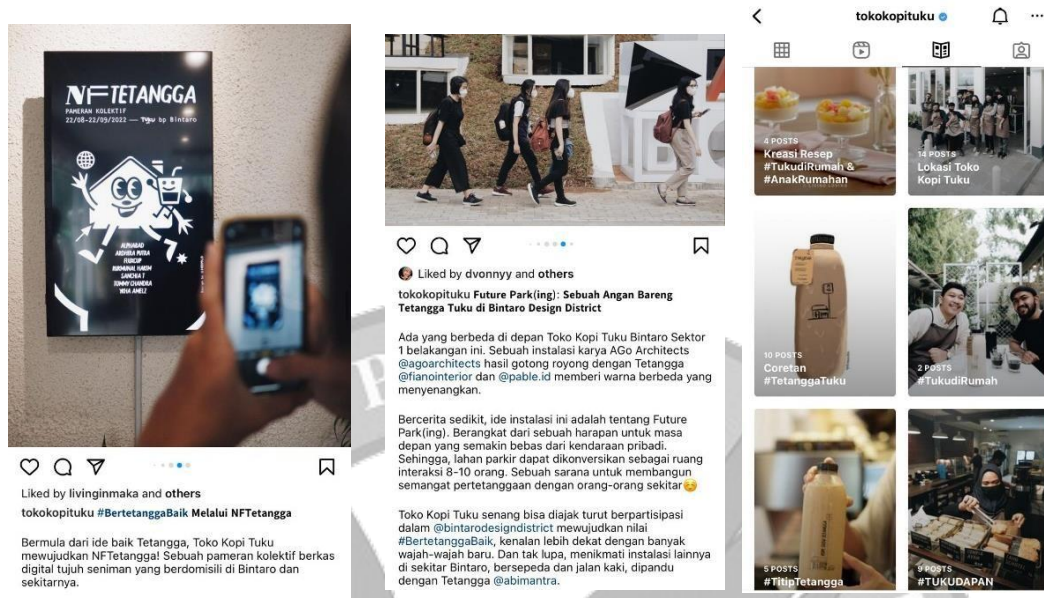 NFTETANGGA
PAMERAN KOLEKTIF
22/08-22/09/2022 — TUKU bp Bintaro
ALPHABAD
ARDHIRA PUTRA
FERDCUP
RUKMUNAL HAKIM
SANCHIA T
TOMMY CHANDRA
YAHA AMELZ
Liked by livinginmaka and others
tokokopituku #BertetanggaBaik Melalui NFTetangga
Bermula dari ide baik Tetangga, Toko Kopi Tuku
mewujudkan NFTetangga! Sebuah pameran kolektif berkas
digital tujuh seniman yang berdomisili di Bintaro dan
sekitarnya.
Liked by dvonnyy and others
tokokopituku Future Park(ing): Sebuah Angan Bareng
Tetangga Tuku di Bintaro Design District
Ada yang berbeda di depan Toko Kopi Tuku Bintaro Sektor
1 belakangan ini. Sebuah instalasi karya AGo Architects
@agoarchitects hasil gotong royong dengan Tetangga
@fianointerior dan @pable.id memberi warna berbeda yang
menyenangkan.
Bercerita sedikit, ide instalasi ini adalah tentang Future
Park(ing). Berangkat dari sebuah harapan untuk masa
depan yang semakin bebas dari kendaraan pribadi.
Sehingga, lahan parkir dapat dikonversikan sebagai ruang
interaksi 8-10 orang. Sebuah sarana untuk membangun
semangat pertetanggaan dengan orang-orang sekitar☺️
Toko Kopi Tuku senang bisa diajak turut berpartisipasi
dalam @bintarodesigndistrict mewujudkan nilai
#BertetanggaBaik, kenalan lebih dekat dengan banyak
wajah-wajah baru. Dan tak lupa, menikmati instalasi lainnya
di sekitar Bintaro, bersepeda dan jalan kaki, dipandu
dengan Tetangga @abimantra.
tokokopituku
4 POSTS
Kreasi Resep
#TukudiRumah &
#AnakRumahan
14 POSTS
Lokasi Toko
Kopi Tuku
10 POSTS
Coretan
#TetanggaTuku
2 POSTS
#TukudiRumah
5 POSTS
#TitipTetangga
9 POSTS
#TUKUDAPAN